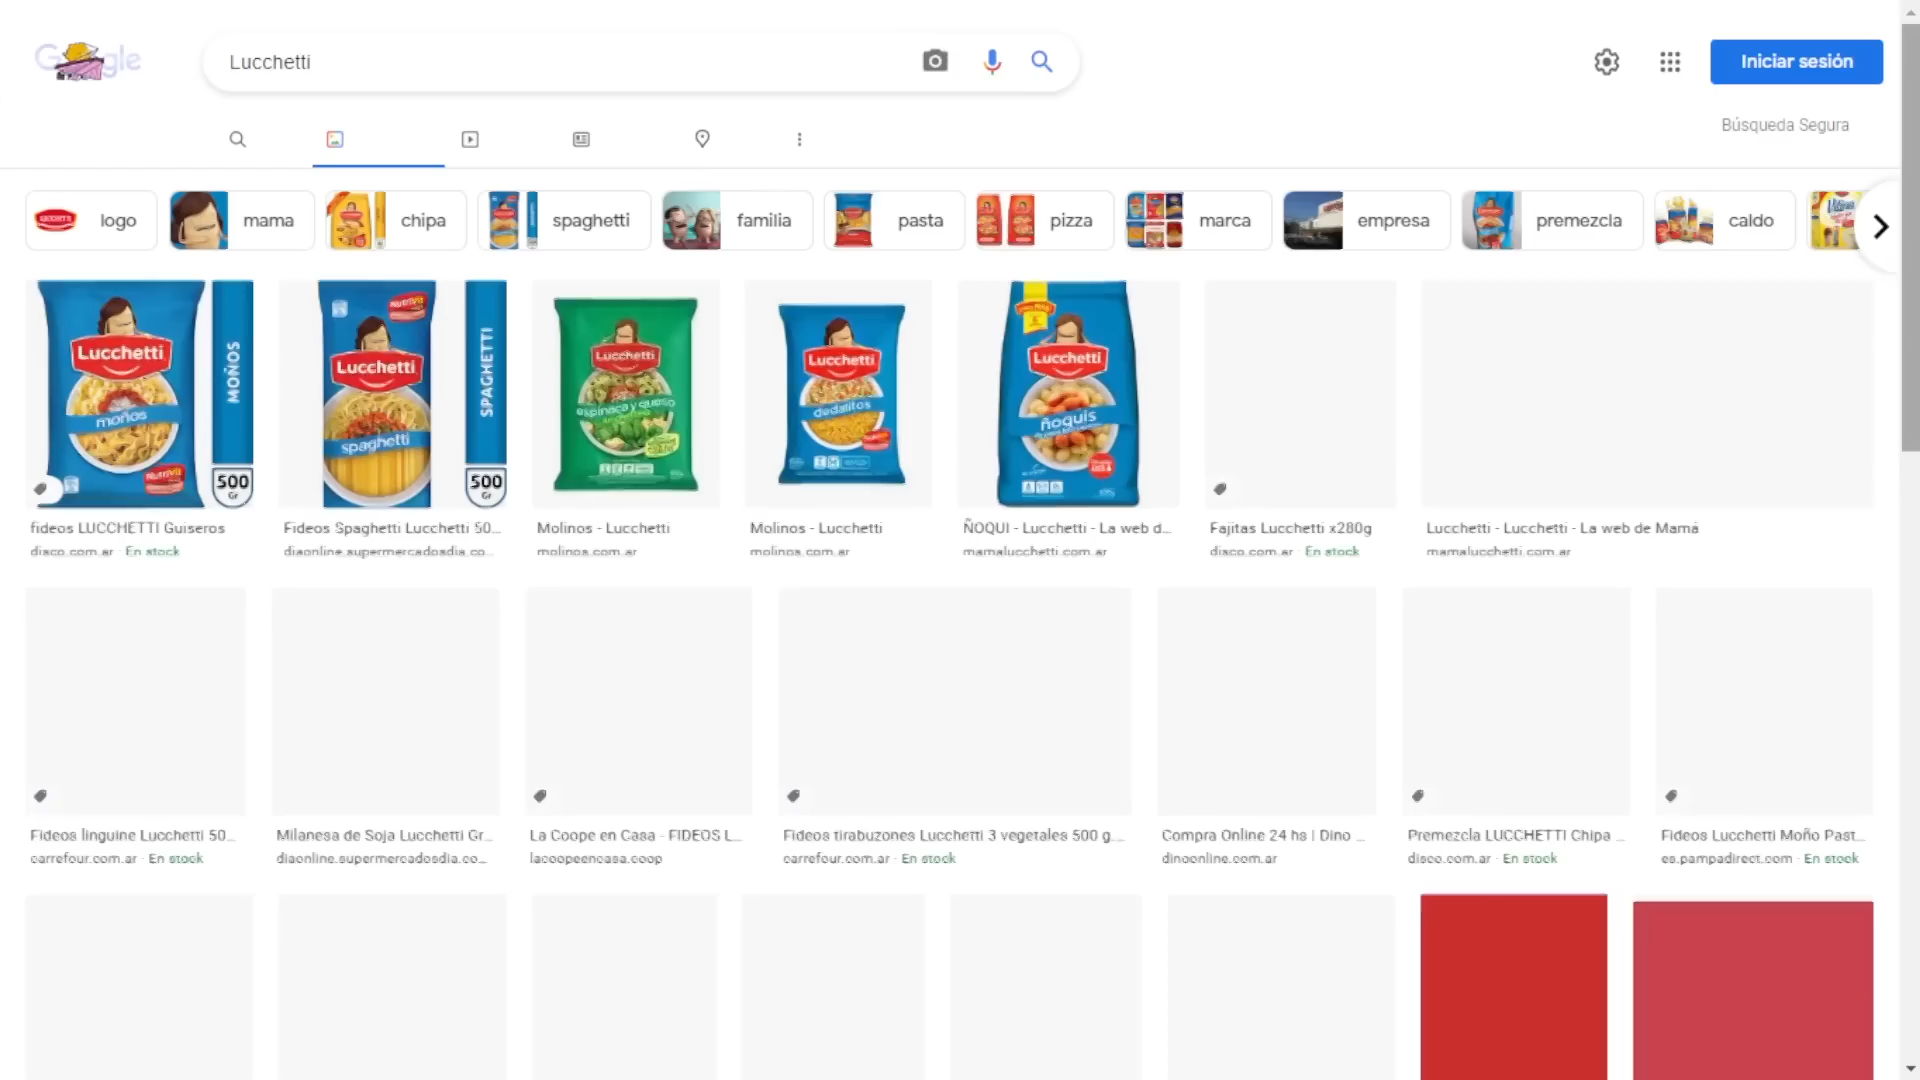 Google
Lucchetti
Iniciar sesión
Búsqueda Segura
logo
mama
chipa
spaghetti
familia
pasta
pizza
marca
empresa
premezcla
caldo
Lucchetti
moños
MOÑOS
500
Gr
Lucchetti
spaghetti
SPAGHETTI
500
Gr
Lucchetti
espinaca y queso
Lucchetti
dedalitos
Lucchetti
ñoquis
fideos LUCCHETTI Guiseros
disco.com.ar · En stock
Fideos Spaghetti Lucchetti 50...
diaonline.supermercadosdia.co...
Molinos - Lucchetti
molinos.com.ar
Molinos - Lucchetti
molinos.com.ar
ÑOQUI - Lucchetti - La web d...
mamalucchetti.com.ar
Fajitas Lucchetti x280g
disco.com.ar · En stock
Lucchetti - Lucchetti - La web de Mamá
mamalucchetti.com.ar
Fideos linguine Lucchetti 50...
carrefour.com.ar · En stock
Milanesa de Soja Lucchetti Gr...
diaonline.supermercadosdia.co...
La Coope en Casa - FIDEOS L...
lacoopeencasa.coop
Fideos tirabuzones Lucchetti 3 vegetales 500 g...
carrefour.com.ar · En stock
Compra Online 24 hs | Dino ...
dinoonline.com.ar
Premezcla LUCCHETTI Chipa ...
disco.com.ar · En stock
Fideos Lucchetti Moño Past...
es.pampadirect.com · En stock